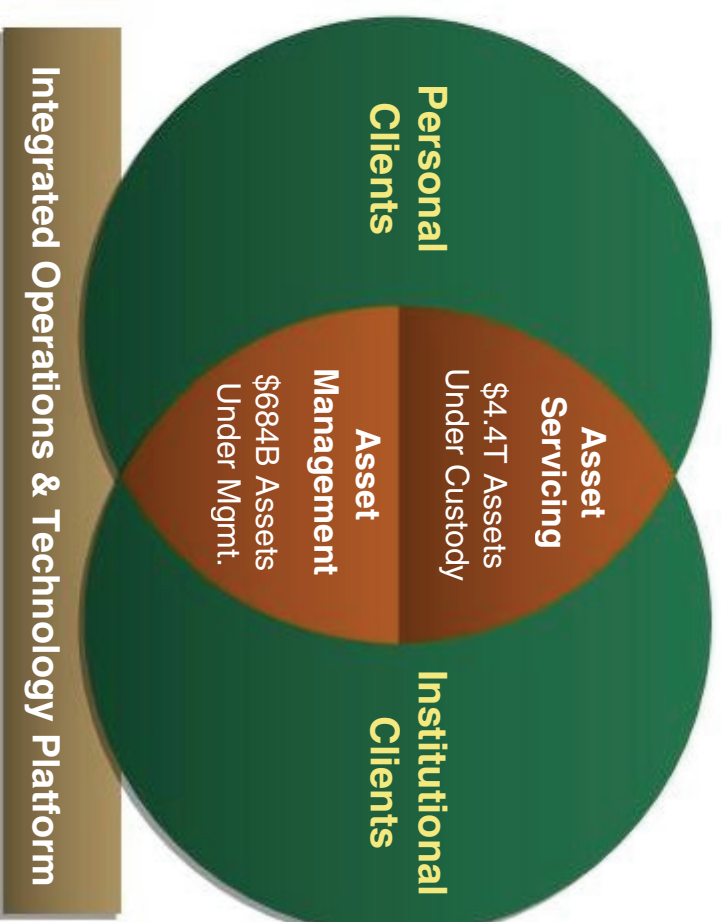 Personal
Clients
Asset
Servicing
$4.4T Assets
Under Custody
Asset
Management
$684B Assets
Under Mgmt.
Institutional
Clients
Integrated Operations & Technology Platform